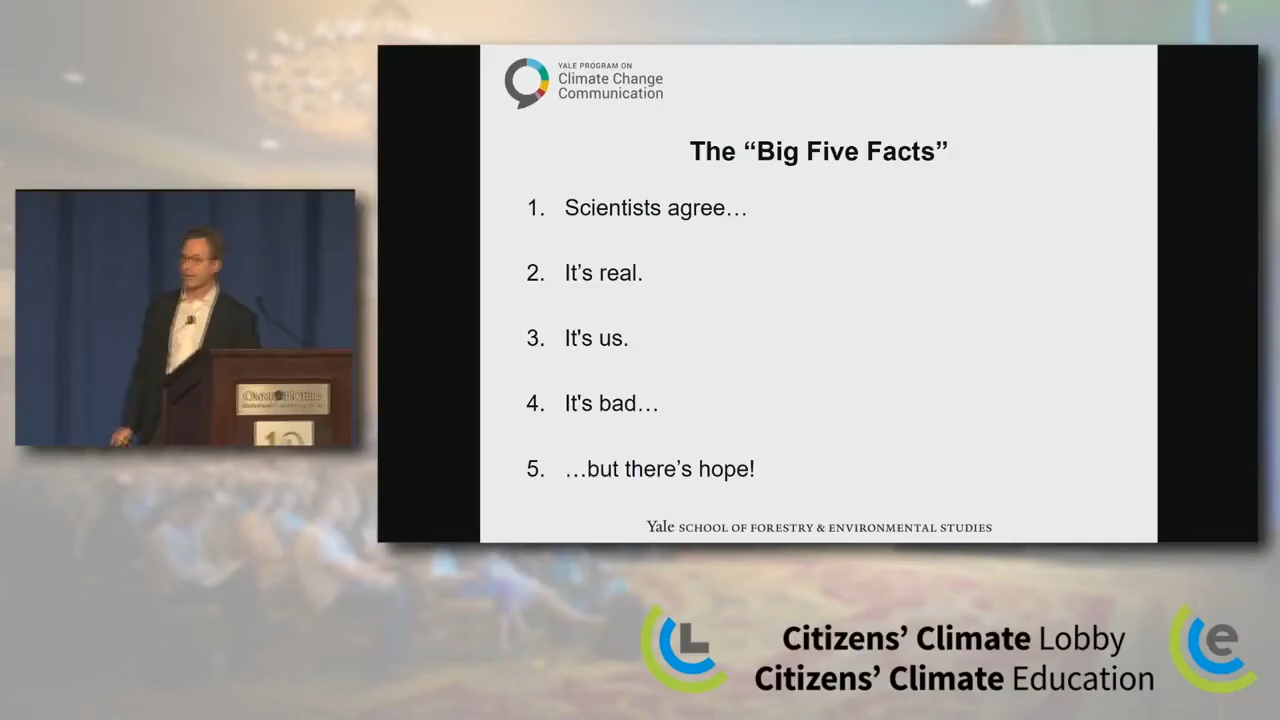 YALE PROGRAM ON
Climate Change
Communication
The “Big Five Facts”
1. Scientists agree…
2. It’s real.
3. It's us.
4. It's bad…
5. …but there’s hope!
Yale SCHOOL OF FORESTRY & ENVIRONMENTAL STUDIES
OMNI HOTELS
L
Citizens’ Climate Lobby
Citizens’ Climate Education
e